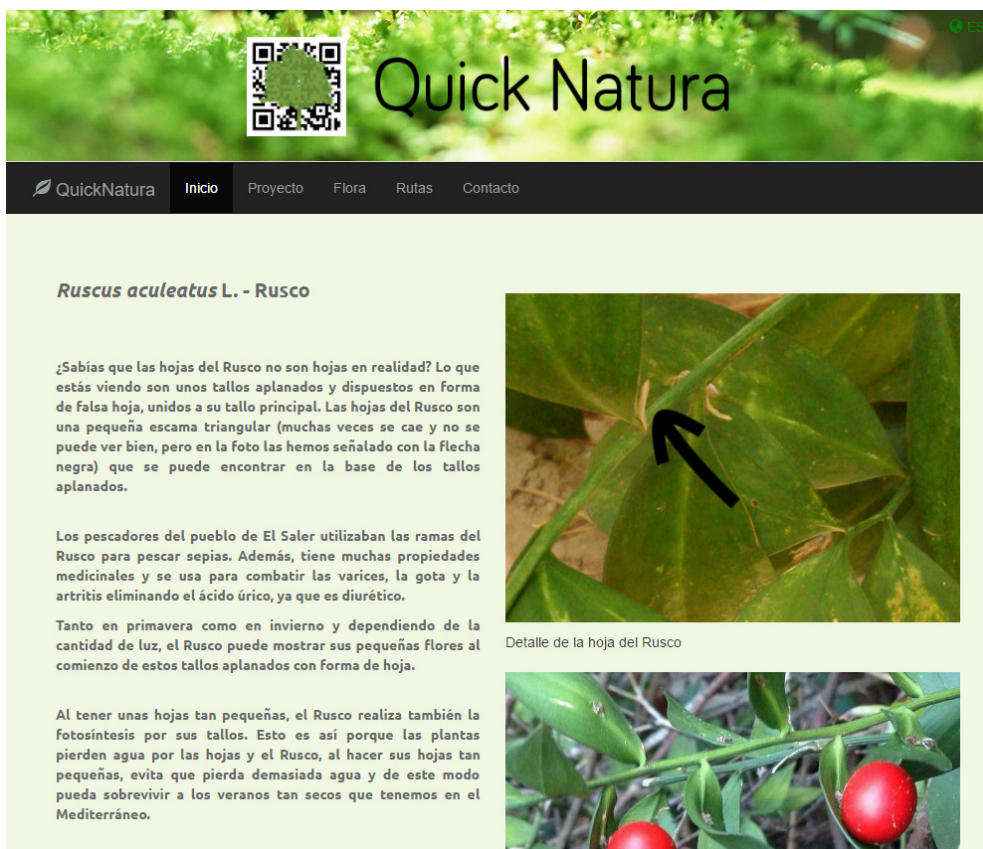 ES
Quick Natura
QuickNatura Inicio Proyecto Flora Rutas Contacto
Ruscus aculeatus L. - Rusco
¿Sabías que las hojas del Rusco no son hojas en realidad? Lo que
estás viendo son unos tallos aplanados y dispuestos en forma
de falsa hoja, unidos a su tallo principal. Las hojas del Rusco son
una pequeña escama triangular (muchas veces se cae y no se
puede ver bien, pero en la foto las hemos señalado con la flecha
negra) que se puede encontrar en la base de los tallos
aplanados.
Los pescadores del pueblo de El Saler utilizaban las ramas del
Rusco para pescar sepias. Además, tiene muchas propiedades
medicinales y se usa para combatir las varices, la gota y la
artritis eliminando el ácido úrico, ya que es diurético.
Tanto en primavera como en invierno y dependiendo de la
cantidad de luz, el Rusco puede mostrar sus pequeñas flores al
comienzo de estos tallos aplanados con forma de hoja.
Al tener unas hojas tan pequeñas, el Rusco realiza también la
fotosíntesis por sus tallos. Esto es así porque las plantas
pierden agua por las hojas y el Rusco, al hacer sus hojas tan
pequeñas, evita que pierda demasiada agua y de este modo
pueda sobrevivir a los veranos tan secos que tenemos en el
Mediterráneo.
Detalle de la hoja del Rusco